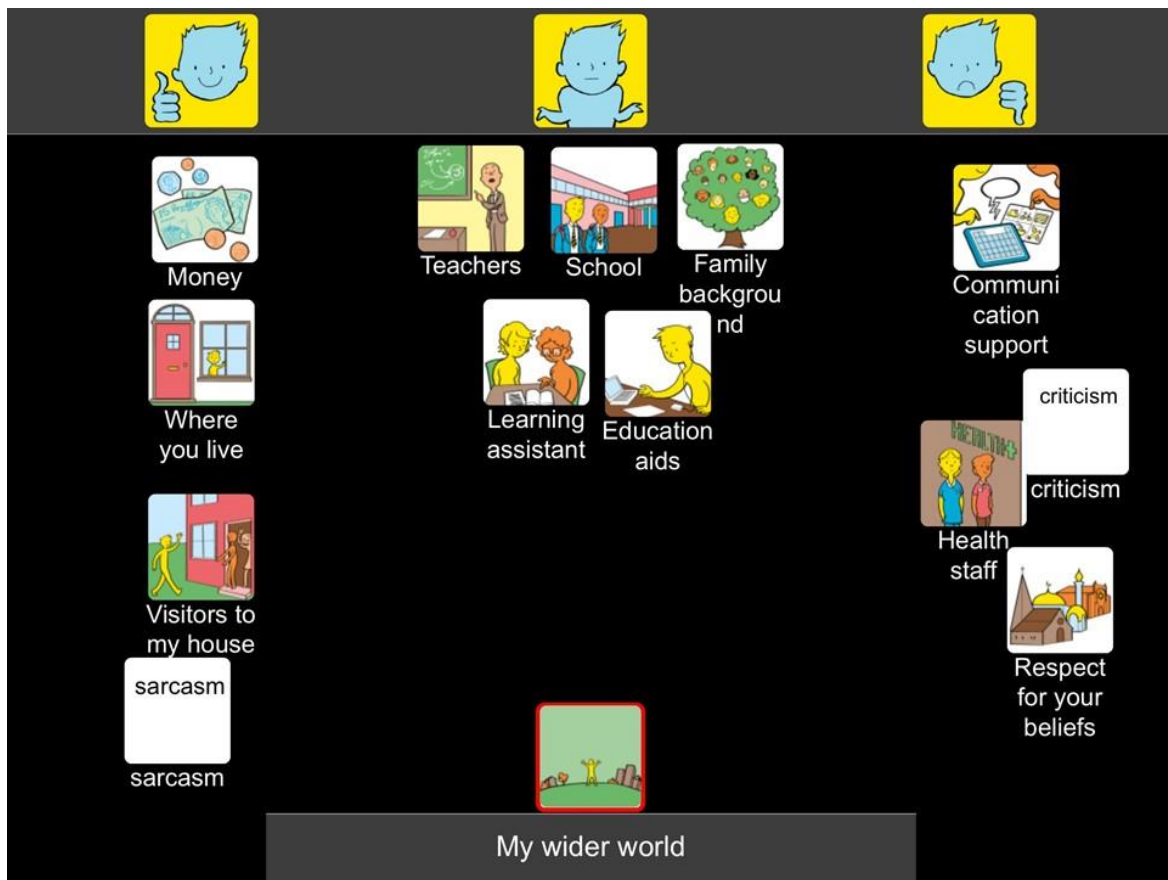 Money
Teachers
School
Family
backgrou
nd
Communi
cation
support
Where
you live
Learning
assistant
Education
aids
criticism
criticism
HEALTH
Health
staff
Visitors to
my house
Respect
for your
beliefs
sarcasm
sarcasm
My wider world